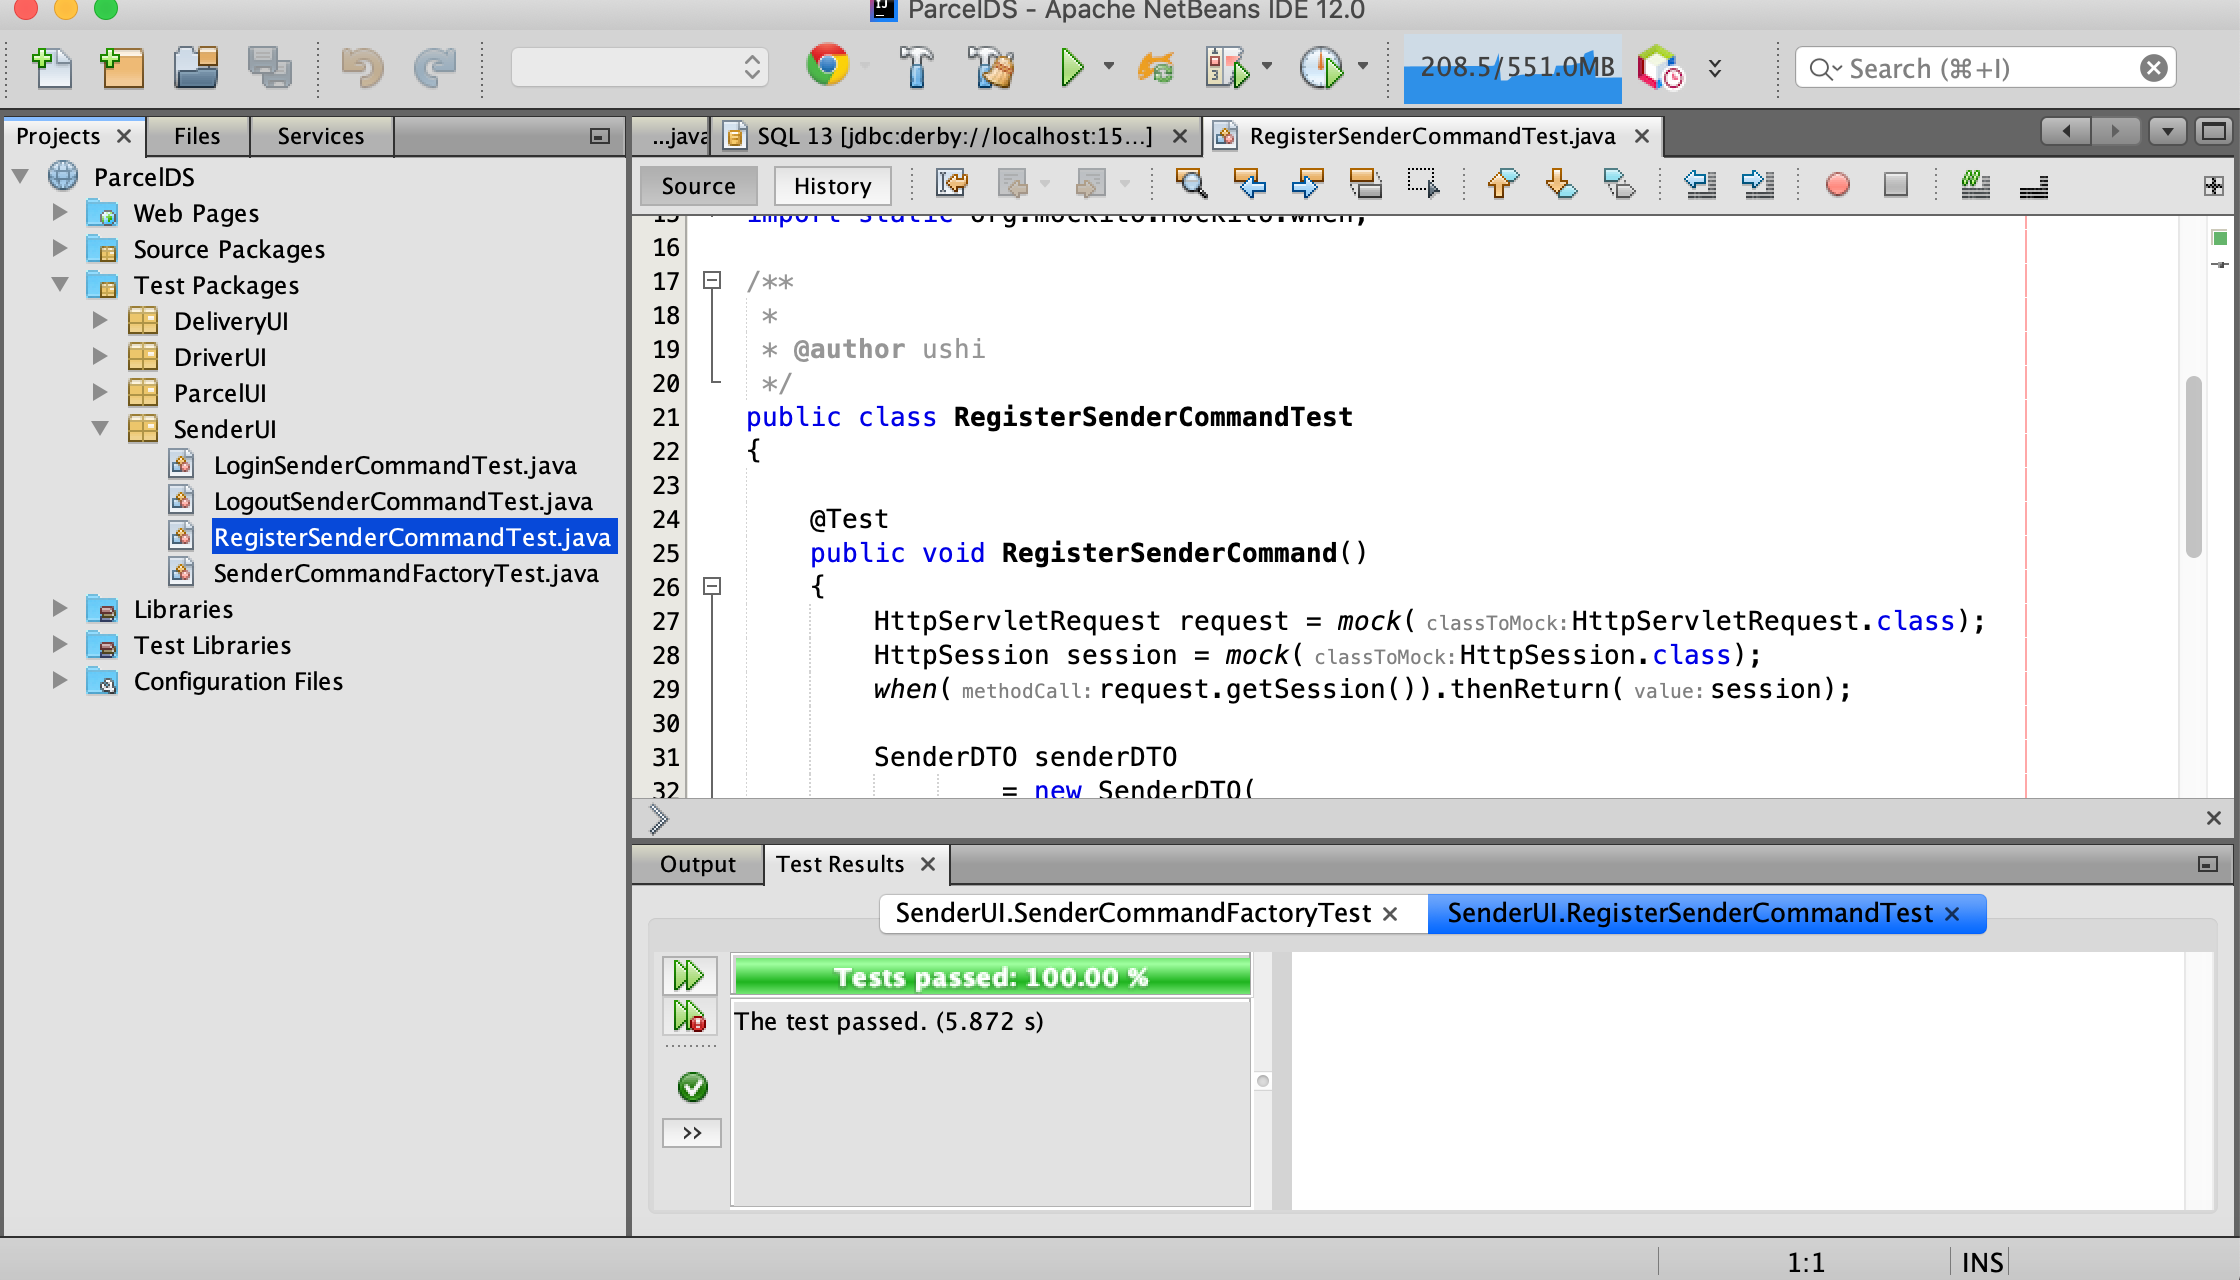 ParcelDS - Apache NetBeans IDE 12.0
208.5/551.0MB
Search (⌘+I)
Projects
Files
Services
ParcelDS
Web Pages
Source Packages
Test Packages
DeliveryUI
DriverUI
ParcelUI
SenderUI
LoginSenderCommandTest.java
LogoutSenderCommandTest.java
RegisterSenderCommandTest.java
SenderCommandFactoryTest.java
Libraries
Test Libraries
Configuration Files
...java
SQL 13 [jdbc:derby://localhost:15...]
RegisterSenderCommandTest.java
Source
History
15 import static org.mockito.Mockito.when;
16
17 /**
18 *
19 * @author ushi
20 */
21 public class RegisterSenderCommandTest
22 {
23
24 @Test
25 public void RegisterSenderCommand()
26 {
27 HttpServletRequest request = mock( classToMock: HttpServletRequest.class);
28 HttpSession session = mock( classToMock: HttpSession.class);
29 when( methodCall: request.getSession()).thenReturn( value: session);
30
31 SenderDTO senderDTO
32 = new SenderDTO(
Output
Test Results
SenderUI.SenderCommandFactoryTest
SenderUI.RegisterSenderCommandTest
Tests passed: 100.00 %
The test passed. (5.872 s)
>>
1:1
INS